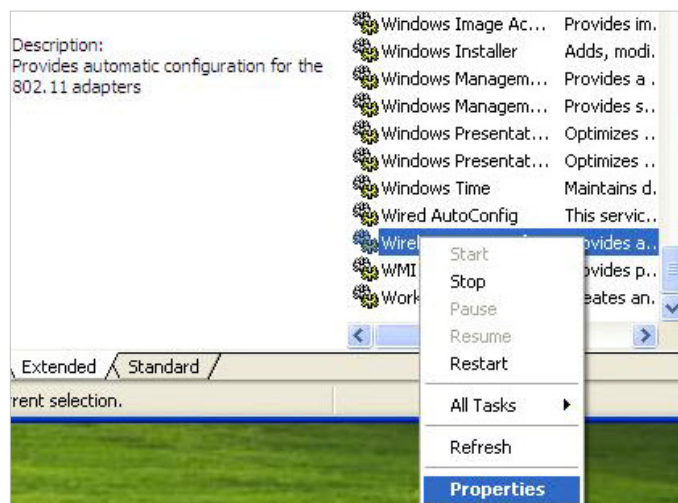 Description:
Provides automatic configuration for the
802.11 adapters
Windows Image Ac... Provides im.
Windows Installer Adds, modi.
Windows Managem... Provides a .
Windows Managem... Provides s..
Windows Presentat... Optimizes ..
Windows Presentat... Optimizes ..
Windows Time Maintains d.
Wired AutoConfig This servic..
Wirel ovides a..
WMI ovides p..
Work eates an.
Start
Stop
Pause
Resume
Restart
All Tasks
Refresh
Properties
Extended Standard
rrent selection.